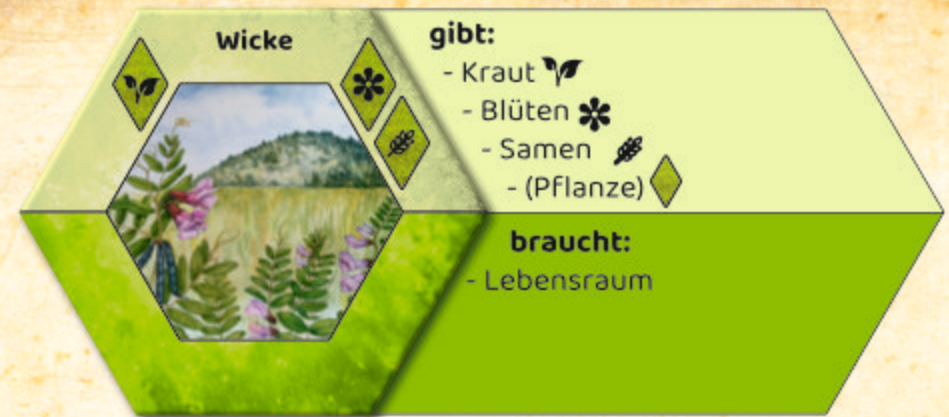 Wicke
gibt:
- Kraut
- Blüten
- Samen
- (Pflanze)
braucht:
- Lebensraum